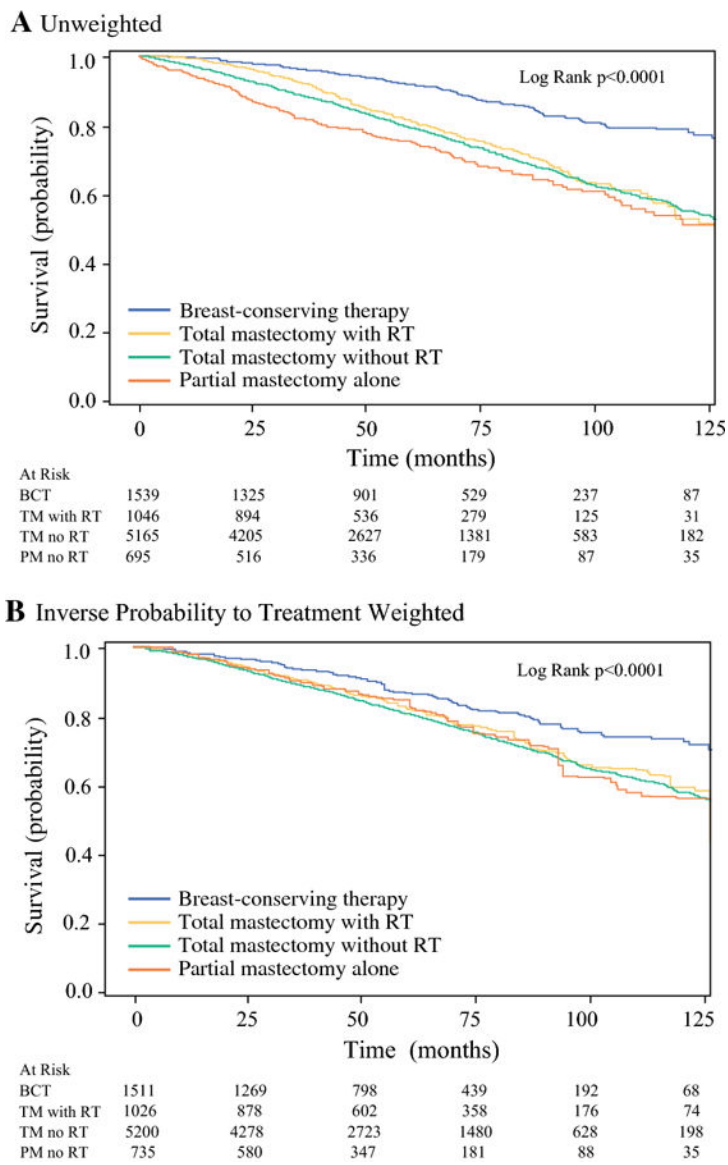 A Unweighted
1.0
0.8
0.6
0.4
0.2
0.0
Survival (probability)
Log Rank p<0.0001
Breast-conserving therapy
Total mastectomy with RT
Total mastectomy without RT
Partial mastectomy alone
0 25 50 75 100 125
Time (months)
At Risk
BCT 1539 1325 901 529 237 87
TM with RT 1046 894 536 279 125 31
TM no RT 5165 4205 2627 1381 583 182
PM no RT 695 516 336 179 87 35
B Inverse Probability to Treatment Weighted
1.0
0.8
0.6
0.4
0.2
0.0
Survival (probability)
Log Rank p<0.0001
Breast-conserving therapy
Total mastectomy with RT
Total mastectomy without RT
Partial mastectomy alone
0 25 50 75 100 125
Time (months)
At Risk
BCT 1511 1269 798 439 192 68
TM with RT 1026 878 602 358 176 74
TM no RT 5200 4278 2723 1480 628 198
PM no RT 735 580 347 181 88 35